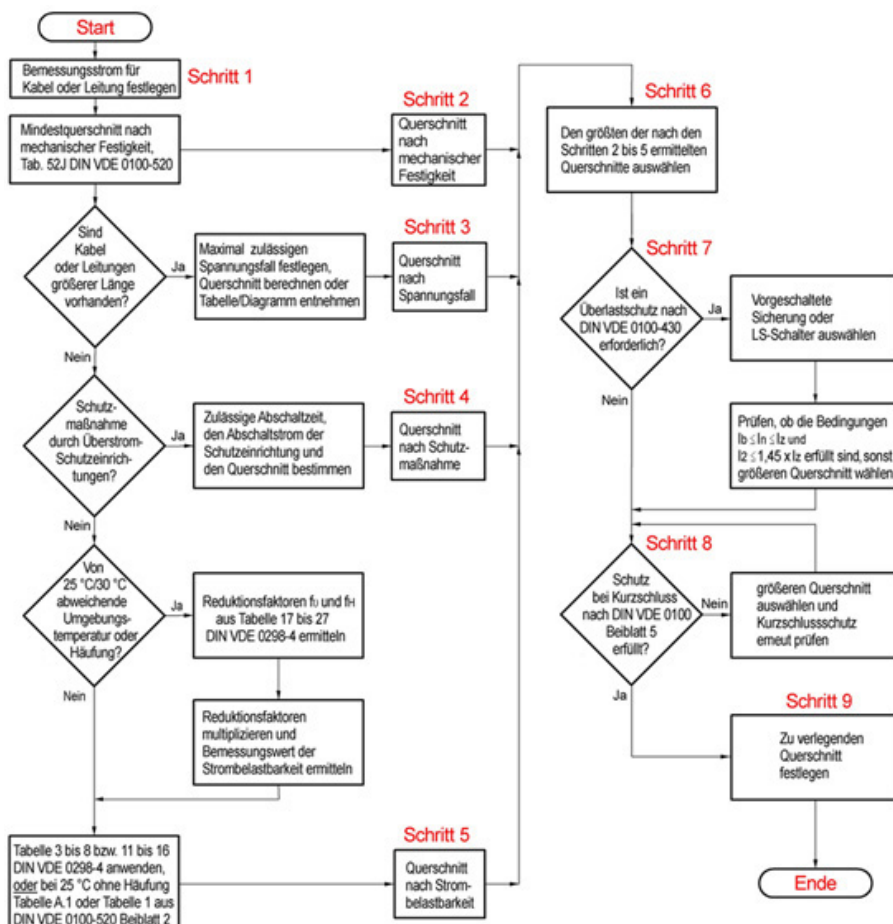 Start
Bemessungsstrom für
Kabel oder Leitung festlegen
Schritt 1
Mindestquerschnitt nach
mechanischer Festigkeit,
Tab. 52J DIN VDE 0100-520
Schritt 2
Querschnitt
nach
mechanischer
Festigkeit
Sind
Kabel
oder Leitungen
größerer Länge
vorhanden?
Ja
Maximal zulässigen
Spannungsfall festlegen,
Querschnitt berechnen oder
Tabelle/Diagramm entnehmen
Schritt 3
Querschnitt
nach
Spannungsfall
Nein
Schutz-
maßnahme
durch Überstrom-
Schutzeinrich-
tungen?
Ja
Zulässige Abschaltzeit,
den Abschaltstrom der
Schutzeinrichtung und
den Querschnitt bestimmen
Schritt 4
Querschnitt
nach Schutz-
maßnahme
Nein
Von
25 °C/30 °C
abweichende
Umgebungs-
temperatur oder
Häufung?
Ja
Reduktionsfaktoren fυ und fH
aus Tabelle 17 bis 27
DIN VDE 0298-4 ermitteln
Nein
Reduktionsfaktoren
multiplizieren und
Bemessungswert der
Strombelastbarkeit ermitteln
Tabelle 3 bis 8 bzw. 11 bis 16
DIN VDE 0298-4 anwenden,
oder bei 25 °C ohne Häufung
Tabelle A.1 oder Tabelle 1 aus
DIN VDE 0100-520 Beiblatt 2
Schritt 5
Querschnitt
nach Strom-
belastbarkeit
Schritt 6
Den größten der nach den
Schritten 2 bis 5 ermittelten
Querschnitte auswählen
Schritt 7
Ist ein
Überlastschutz nach
DIN VDE 0100-430
erforderlich?
Ja
Vorgeschaltete
Sicherung oder
LS-Schalter auswählen
Nein
Prüfen, ob die Bedingungen
Ib ≤ In ≤ Iz und
I2 ≤ 1,45 x Iz erfüllt sind, sonst
größeren Querschnitt wählen
Schritt 8
Schutz
bei Kurzschluss
nach DIN VDE 0100
Beiblatt 5
erfüllt?
Nein
größeren Querschnitt
auswählen und
Kurzschlussschutz
erneut prüfen
Ja
Schritt 9
Zu verlegenden
Querschnitt
festlegen
Ende